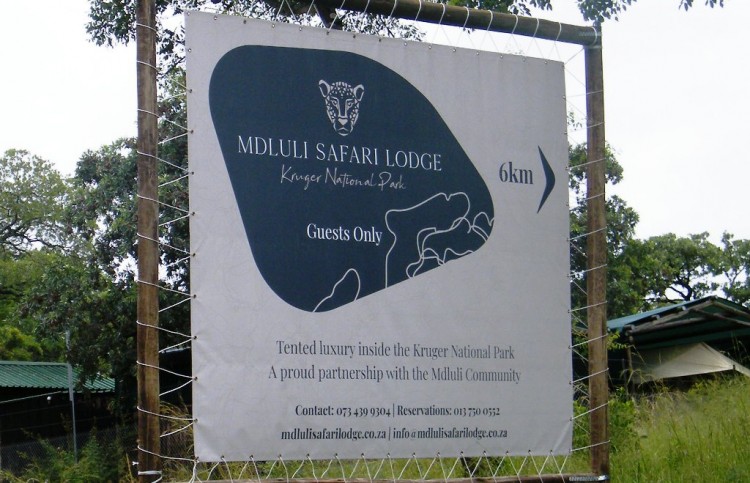 MDLULI SAFARI LODGE
Kruger National Park
6km
Guests Only
Tented luxury inside the Kruger National Park
A proud partnership with the Mdluli Community
Contact: 073 439 9304 | Reservations: 013 750 0552
mdlulisafarilodge.co.za | info@mdlulisafarilodge.co.za